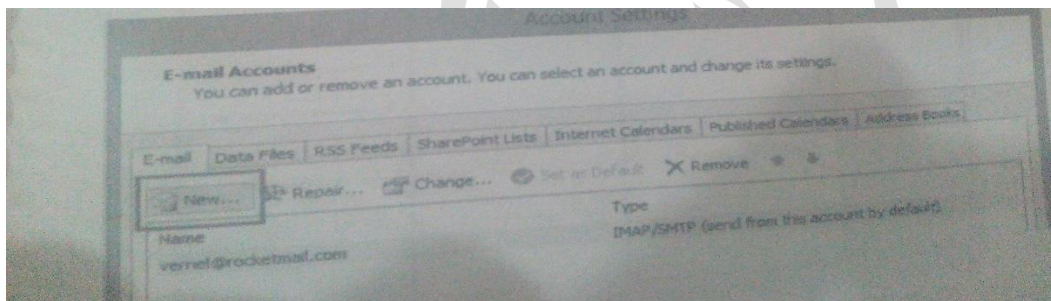 Account Settings
E-mail Accounts
You can add or remove an account. You can select an account and change its settings.
E-mail Data Files RSS Feeds SharePoint Lists Internet Calendars Published Calendars Address Books
New... Repair... Change... Set as Default Remove
Name Type
vernel@rocketmail.com IMAP/SMTP (send from this account by default)